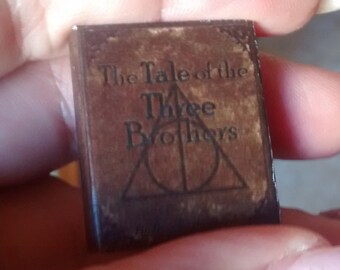 The Tale of the
Three
Brothers